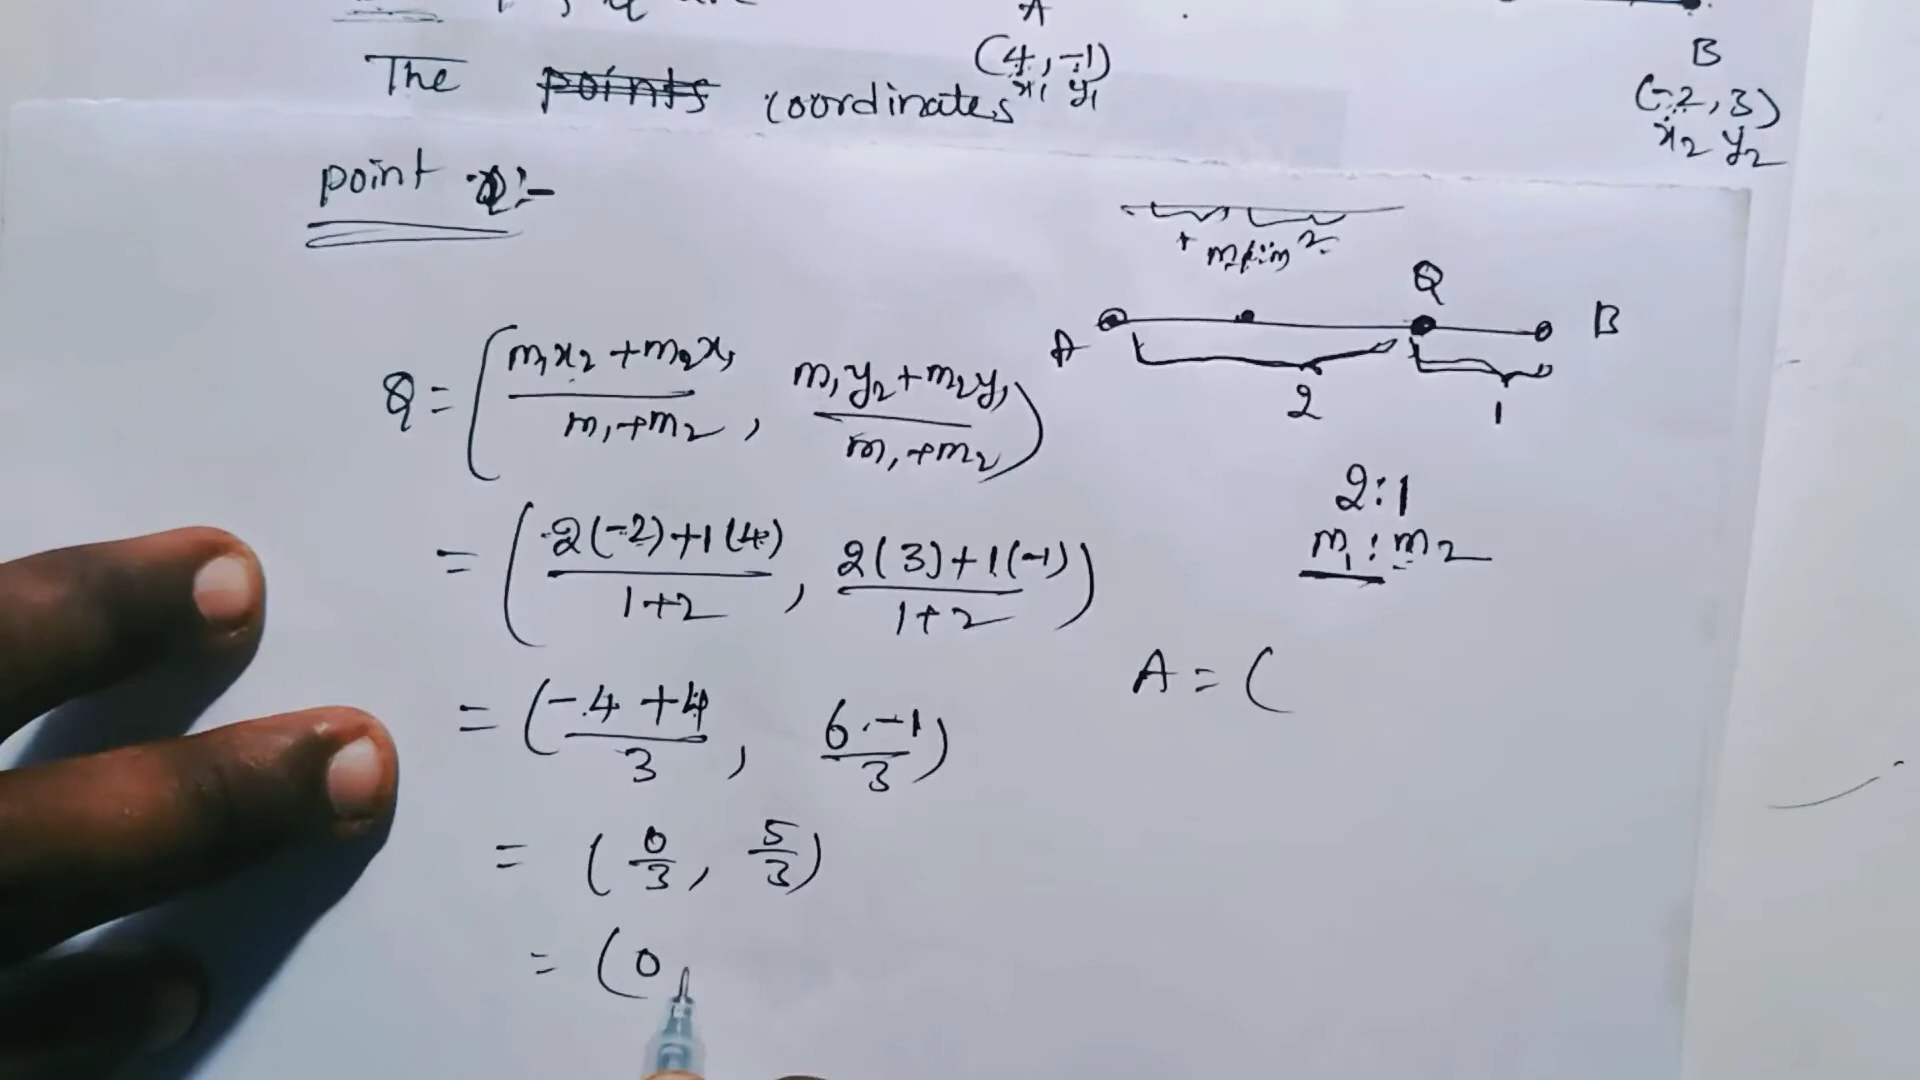 A
(4, -1)
x1 y1
B
(-2, 3)
x2 y2
The points coordinates
point Q:-
m1:m2
Q
A
B
2
1
2:1
m1:m2
Q = (m1x2+m2x1/m1+m2, m1y2+m2y1/m1+m2)
= (2(-2)+1(4)/1+2, 2(3)+1(-1)/1+2)
A = (
= (-4+4/3, 6-1/3)
= (0/3, 5/3)
= (0